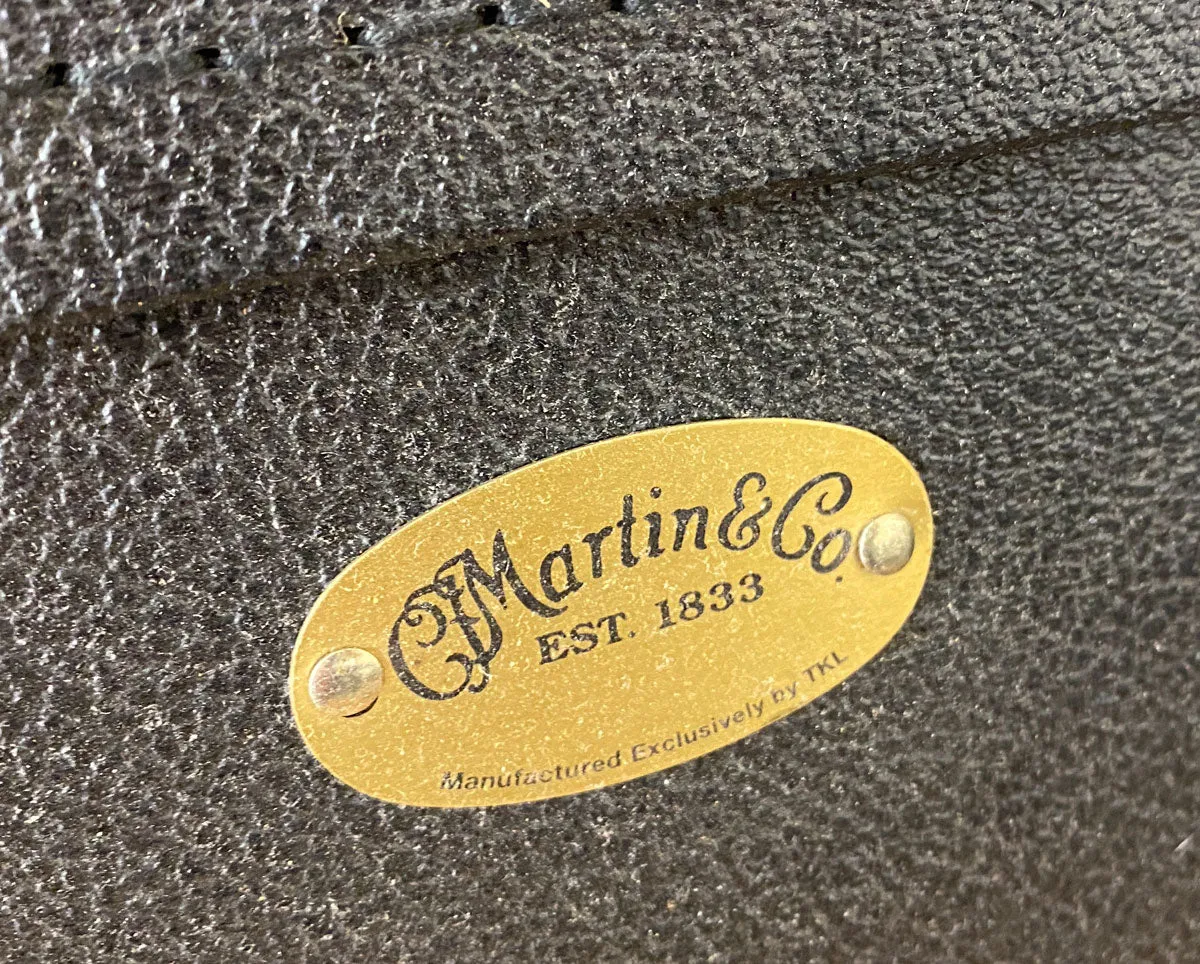 CFMartin & Co.
EST. 1833
Manufactured Exclusively by TKL